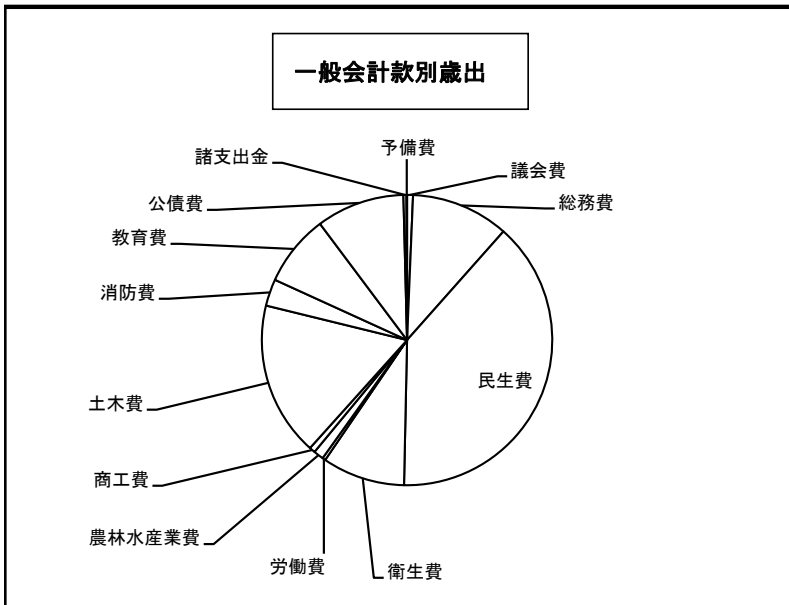 一般会計款別歳出
予備費
議会費
諸支出金
総務費
公債費
教育費
消防費
民生費
土木費
商工費
農林水産業費
労働費
衛生費